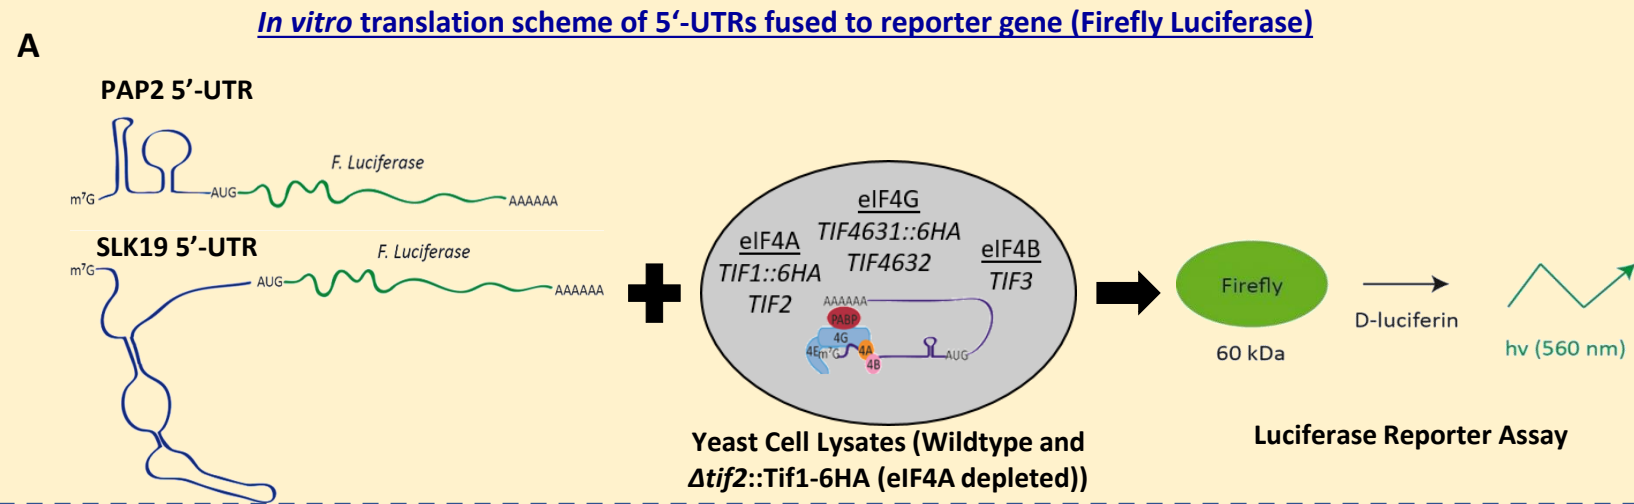 In vitro translation scheme of 5‘-UTRs fused to reporter gene (Firefly Luciferase)
A
PAP2 5’-UTR
F. Luciferase
m⁷G
AUG
AAAAAA
SLK19 5’-UTR
F. Luciferase
m⁷G
AUG
AAAAAA
eIF4G
TIF4631::6HA
TIF4632
eIF4A
TIF1::6HA
TIF2
eIF4B
TIF3
AAAAAA
PABP
4G
4E
m⁷G
4A
4B
AUG
Yeast Cell Lysates (Wildtype and
Δtif2::Tif1-6HA (eIF4A depleted))
Firefly
60 kDa
D-luciferin
hv (560 nm)
Luciferase Reporter Assay